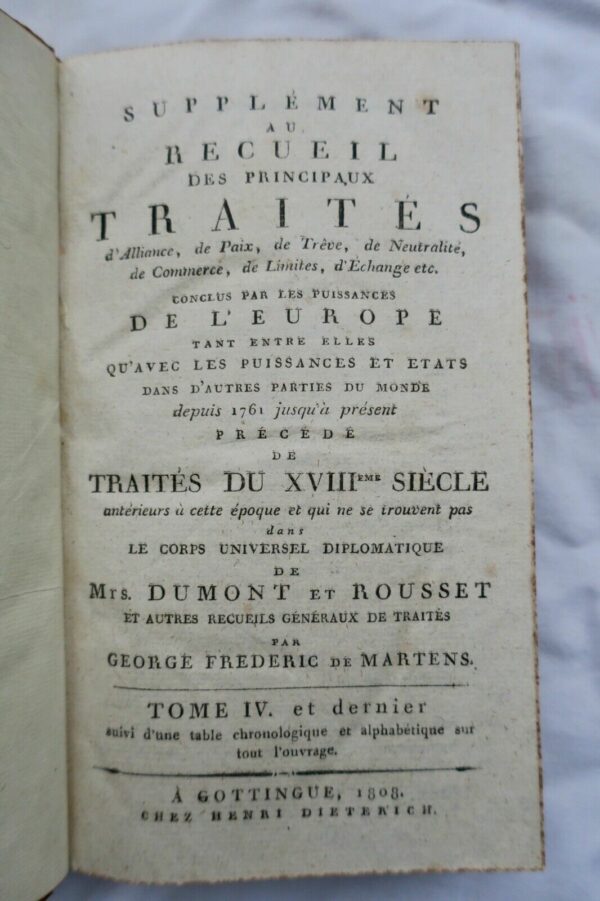 SUPPLÉMENT
AU
RECUEIL
DES PRINCIPAUX
TRAITÉS
d'Alliance, de Paix, de Trêve, de Neutralité,
de Commerce, de Limites, d'Echange etc.
CONCLUS PAR LES PUISSANCES
DE L'EUROPE
TANT ENTRE ELLES
QU'AVEC LES PUISSANCES ET ETATS
DANS D'AUTRES PARTIES DU MONDE
depuis 1761 jusqu'à présent
PRÉCÉDÉ
DE
TRAITÉS DU XVIIIEME SIÈCLE
antérieurs à cette époque et qui ne se trouvent pas
dans
LE CORPS UNIVERSEL DIPLOMATIQUE
DE
Mrs. DUMONT ET ROUSSET
ET AUTRES RECUEILS GÉNÉRAUX DE TRAITÉS
PAR
GEORGE FREDERIC DE MARTENS.
TOME IV. et dernier
suivi d'une table chronologique et alphabétique sur
tout l'ouvrage.
À GOTTINGUE, 1808.
CHEZ HENRI DIETERICH.